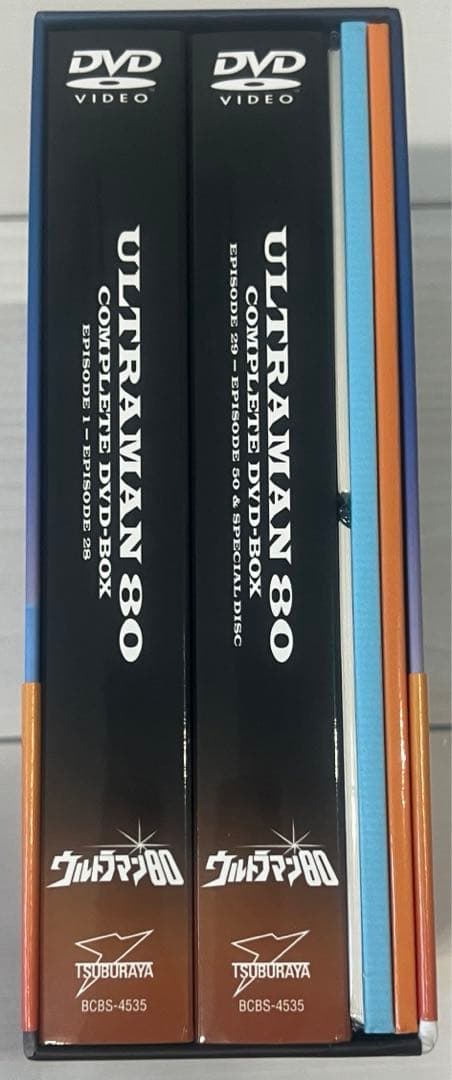 DVD
VIDEO
ULTRAMAN 80
COMPLETE DVD-BOX
EPISODE 1 – EPISODE 28
ウルトラマン80
TSUBURAYA
BCBS-4535
DVD
VIDEO
ULTRAMAN 80
COMPLETE DVD-BOX
EPISODE 29 – EPISODE 50 & SPECIAL DISC
ウルトラマン80
TSUBURAYA
BCBS-4535